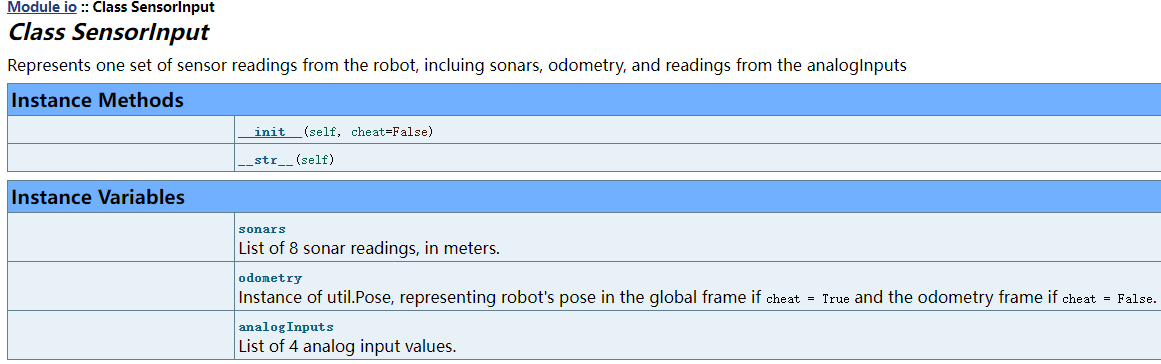 Module io :: Class SensorInput
Class SensorInput
Represents one set of sensor readings from the robot, incluing sonars, odometry, and readings from the analogInputs
Instance Methods
__init__(self, cheat=False)
__str__(self)
Instance Variables
sonars
List of 8 sonar readings, in meters.
odometry
Instance of util.Pose, representing robot's pose in the global frame if cheat = True and the odometry frame if cheat = False.
analogInputs
List of 4 analog input values.